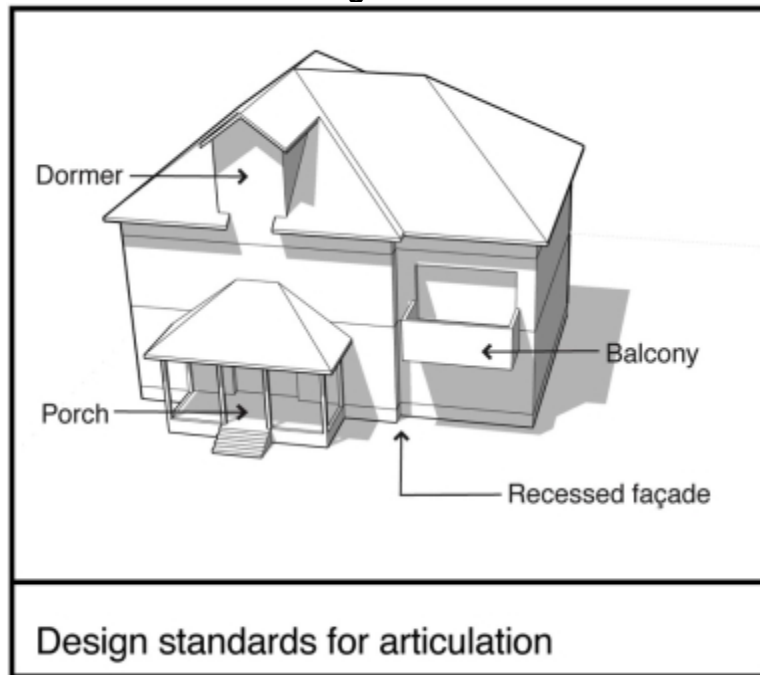 Dormer
Balcony
Porch
Recessed façade
Design standards for articulation